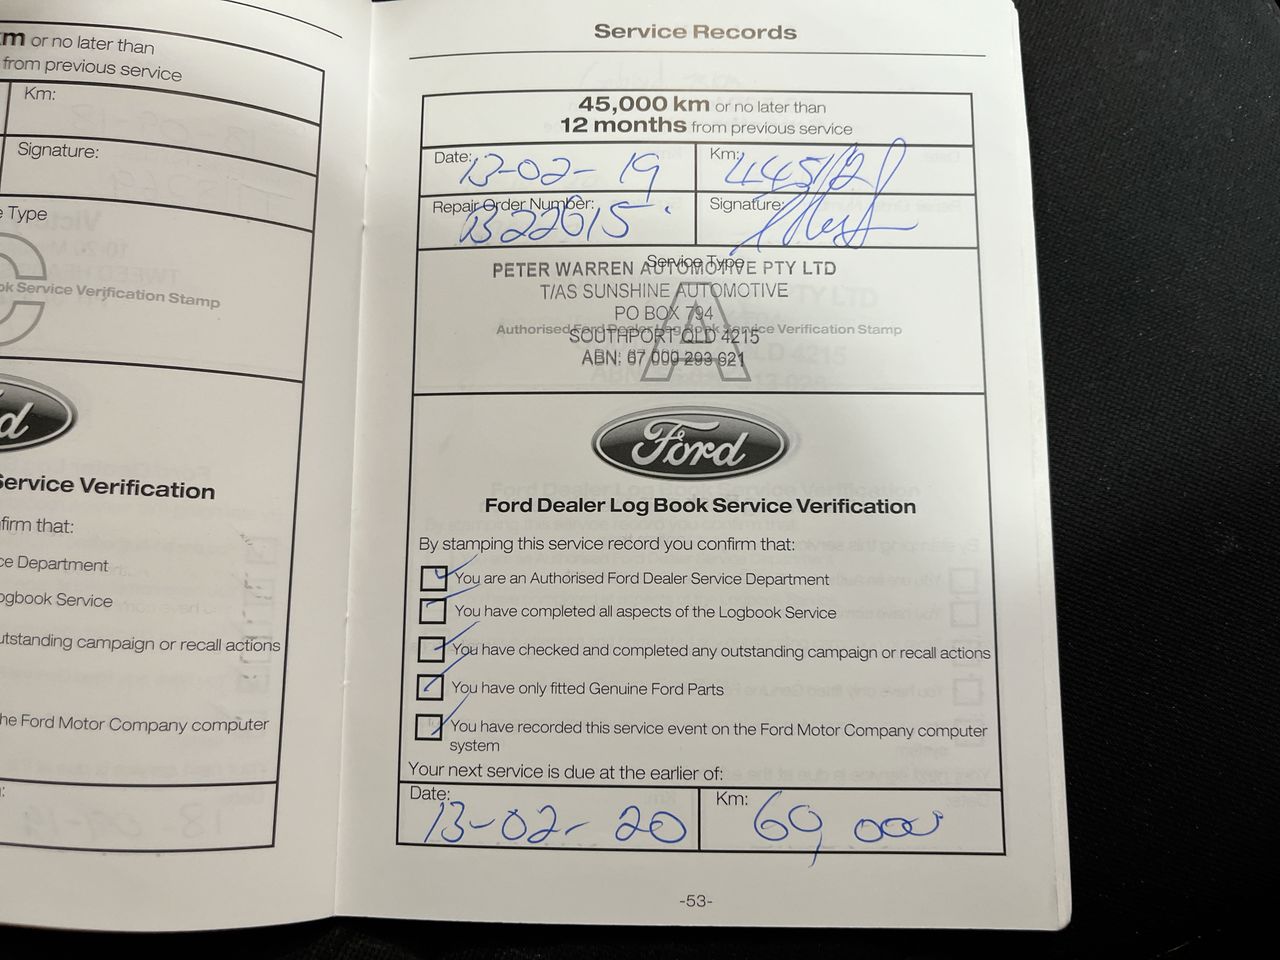 km or no later than
from previous service
Km:
Signature:
Type
C
ok Service Verification Stamp
Service Verification
firm that:
ce Department
ogbook Service
utstanding campaign or recall actions
he Ford Motor Company computer
Service Records
45,000 km or no later than
12 months from previous service
Date: 13-02-19
Km: 44512
Repair Order Number: B22615
Signature:
Service Type
A
PETER WARREN AUTOMOTIVE PTY LTD
T/AS SUNSHINE AUTOMOTIVE
PO BOX 794
Authorised Ford Dealer Log Book Service Verification Stamp
SOUTHPORT QLD 4215
ABN: 67 000 293 621
Ford
Ford Dealer Log Book Service Verification
By stamping this service record you confirm that:
You are an Authorised Ford Dealer Service Department
You have completed all aspects of the Logbook Service
You have checked and completed any outstanding campaign or recall actions
You have only fitted Genuine Ford Parts
You have recorded this service event on the Ford Motor Company computer
system
Your next service is due at the earlier of:
Date: 13-02-20
Km: 60,000
-53-